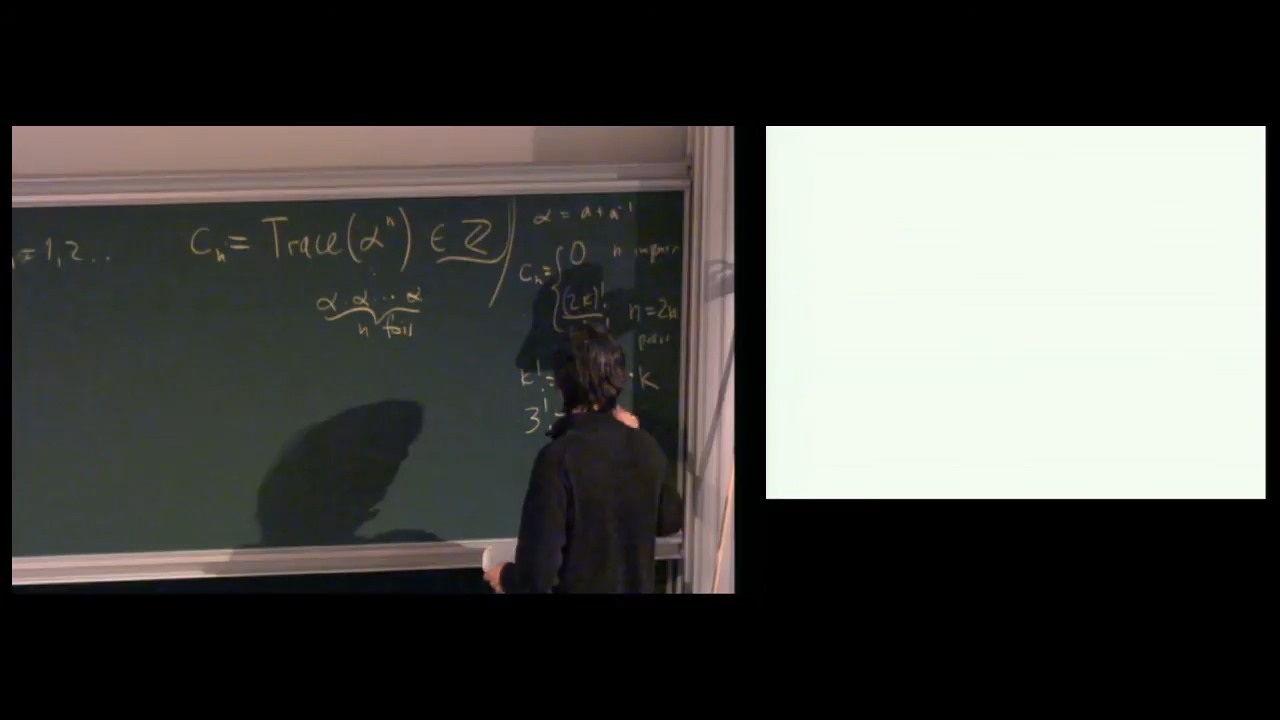 = 1, 2 ...
Cₙ = Trace(αⁿ) ∈ ℤ
α · α ··· α
n fois
α = a + a⁻¹
Cₙ = { 0 n impair
(2k)! n = 2k
pair
k! = · k
3!